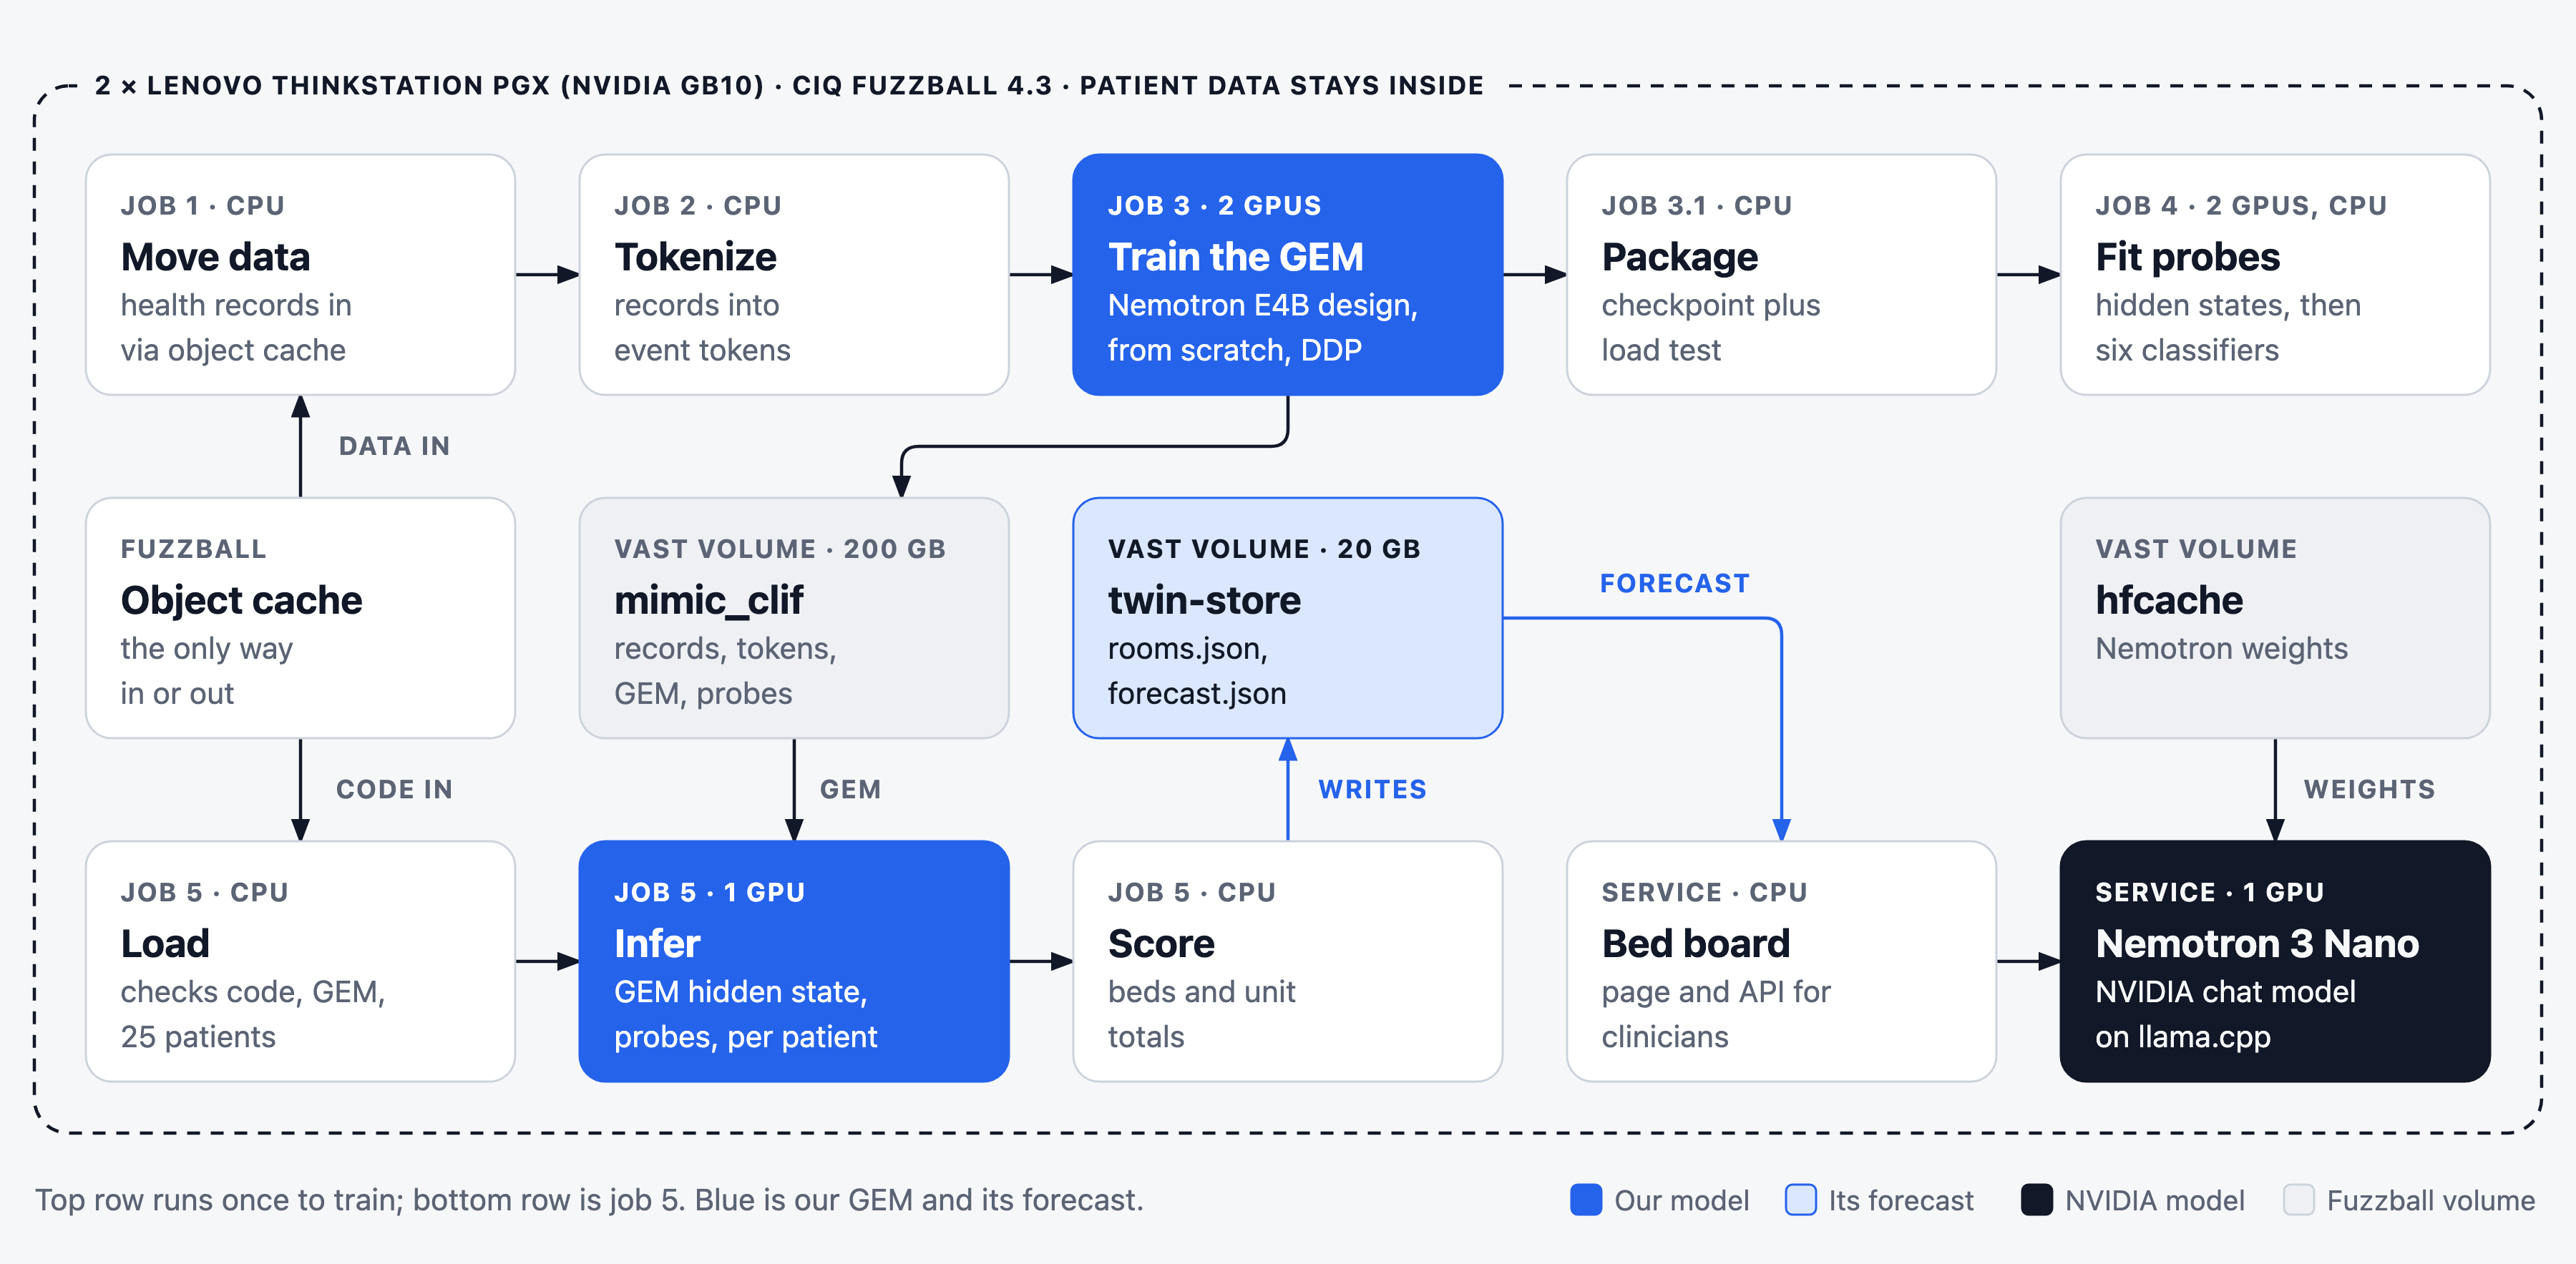 2 × LENOVO THINKSTATION PGX (NVIDIA GB10) · CIQ FUZZBALL 4.3 · PATIENT DATA STAYS INSIDE
JOB 1 · CPU
Move data
health records in
via object cache
JOB 2 · CPU
Tokenize
records into
event tokens
JOB 3 · 2 GPUS
Train the GEM
Nemotron E4B design,
from scratch, DDP
JOB 3.1 · CPU
Package
checkpoint plus
load test
JOB 4 · 2 GPUS, CPU
Fit probes
hidden states, then
six classifiers
DATA IN
FUZZBALL
Object cache
the only way
in or out
VAST VOLUME · 200 GB
mimic_clif
records, tokens,
GEM, probes
VAST VOLUME · 20 GB
twin-store
rooms.json,
forecast.json
FORECAST
VAST VOLUME
hfcache
Nemotron weights
CODE IN
GEM
WRITES
WEIGHTS
JOB 5 · CPU
Load
checks code, GEM,
25 patients
JOB 5 · 1 GPU
Infer
GEM hidden state,
probes, per patient
JOB 5 · CPU
Score
beds and unit
totals
SERVICE · CPU
Bed board
page and API for
clinicians
SERVICE · 1 GPU
Nemotron 3 Nano
NVIDIA chat model
on llama.cpp
Top row runs once to train; bottom row is job 5. Blue is our GEM and its forecast.
Our model
Its forecast
NVIDIA model
Fuzzball volume